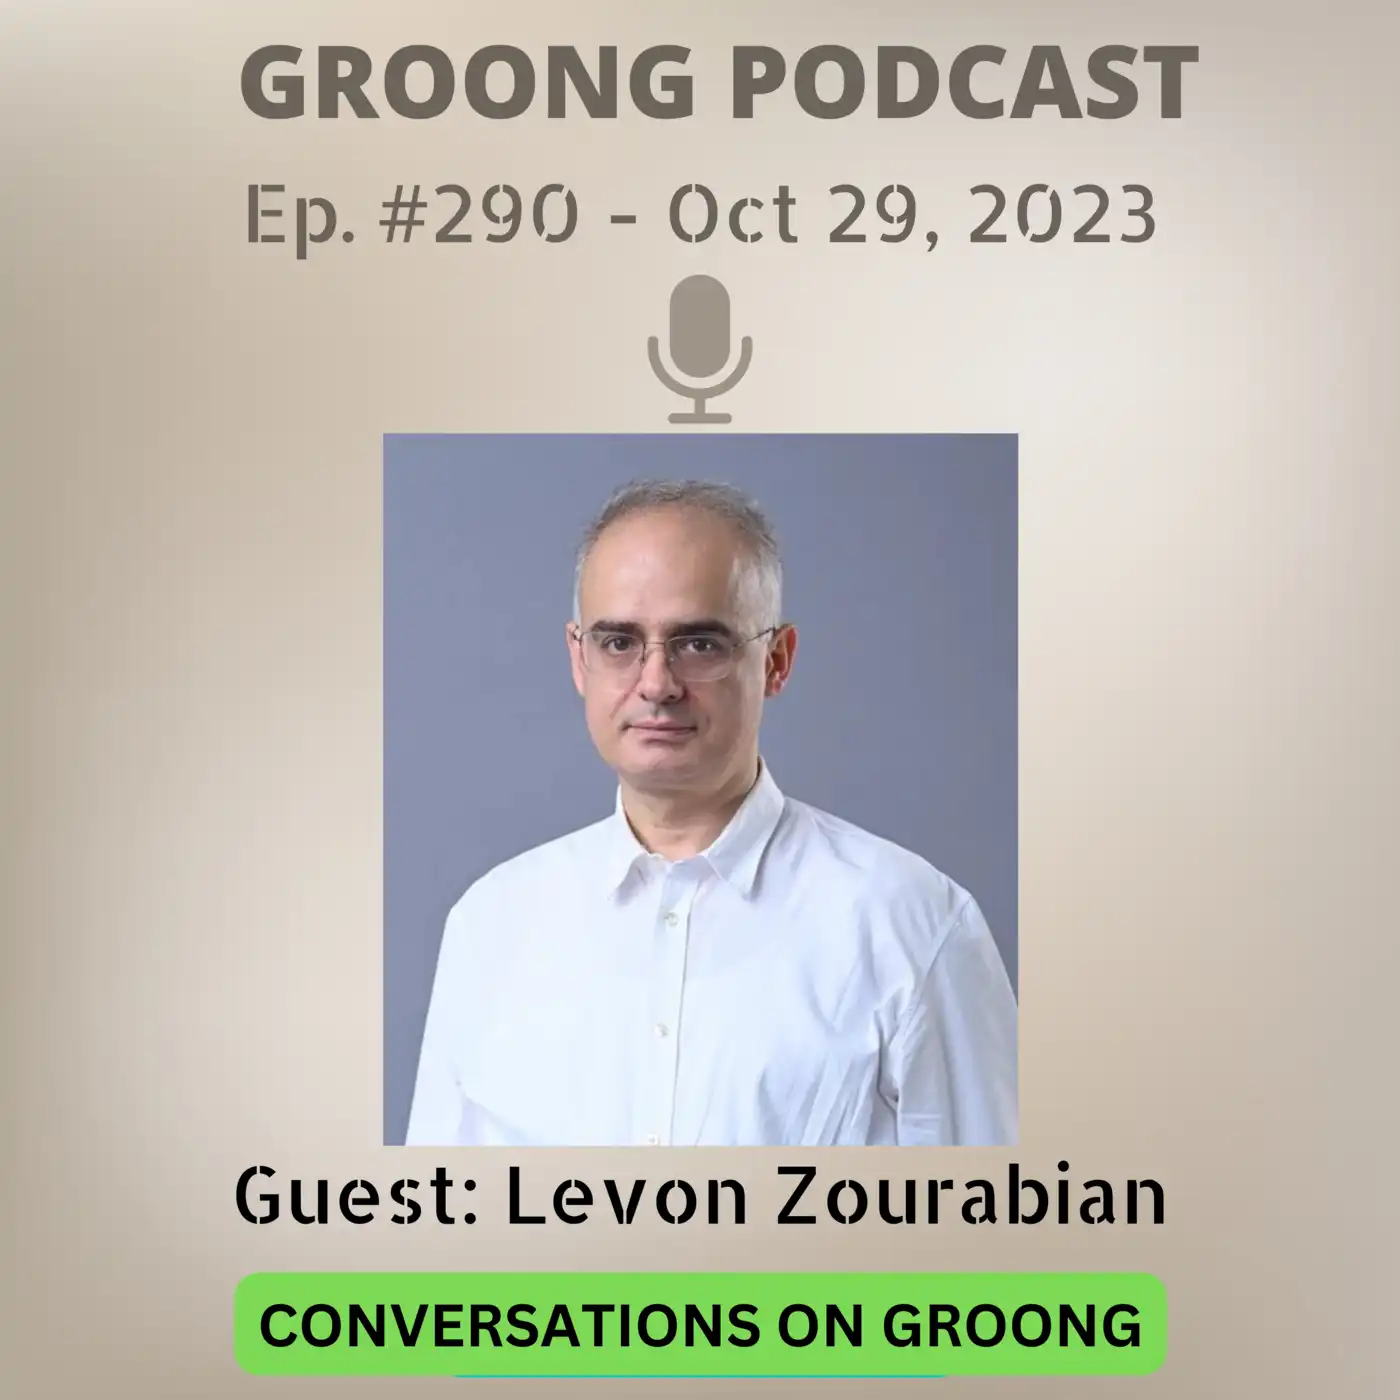 GROONG PODCAST
Ep. #290 - Oct 29, 2023
Guest: Levon Zourabian
CONVERSATIONS ON GROONG